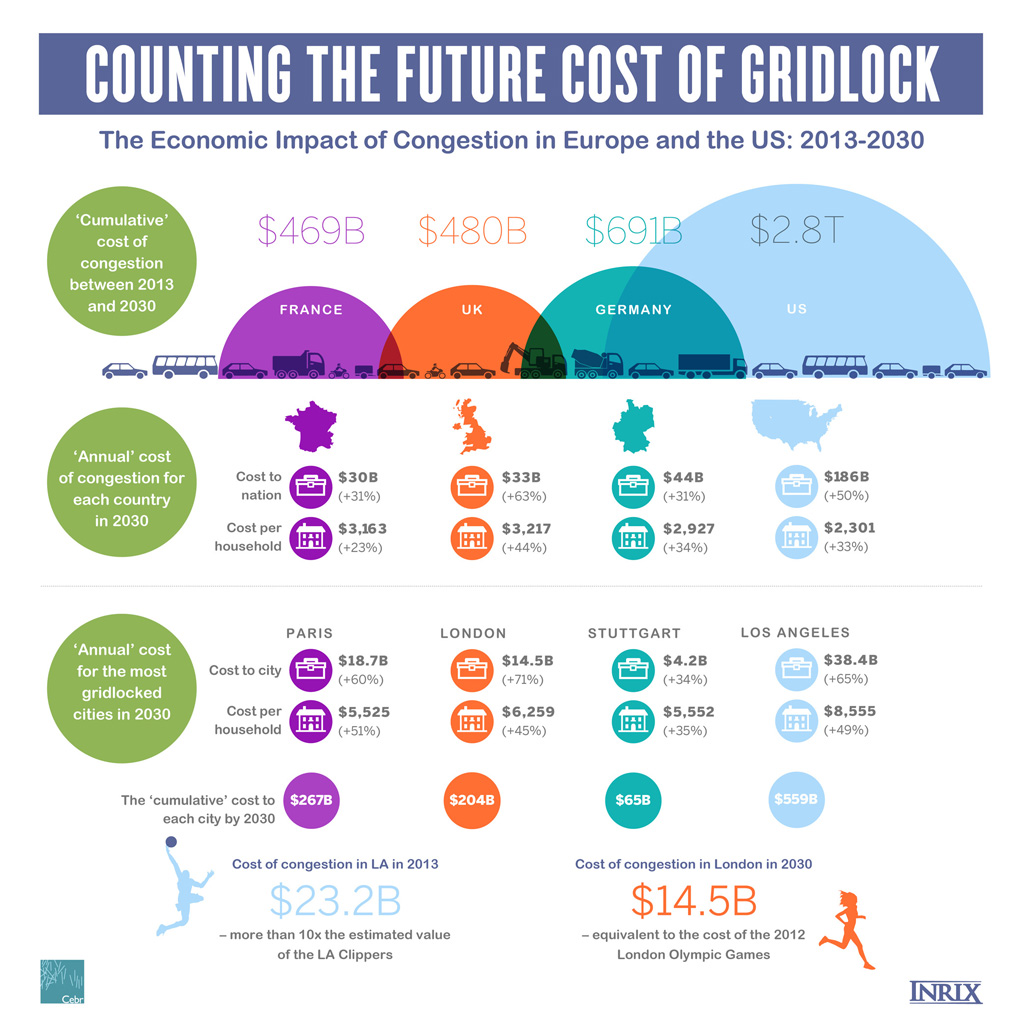 COUNTING THE FUTURE COST OF GRIDLOCK
The Economic Impact of Congestion in Europe and the US: 2013-2030
‘Cumulative’
cost of
congestion
between 2013
and 2030
$469B
$480B
$691B
$2.8T
FRANCE
UK
GERMANY
US
‘Annual’ cost
of congestion for
each country
in 2030
Cost to
nation
$30B
(+31%)
$33B
(+63%)
$44B
(+31%)
$186B
(+50%)
Cost per
household
$3,163
(+23%)
$3,217
(+44%)
$2,927
(+34%)
$2,301
(+33%)
‘Annual’ cost
for the most
gridlocked
cities in 2030
PARIS
LONDON
STUTTGART
LOS ANGELES
Cost to city
$18.7B
(+60%)
$14.5B
(+71%)
$4.2B
(+34%)
$38.4B
(+65%)
Cost per
household
$5,525
(+51%)
$6,259
(+45%)
$5,552
(+35%)
$8,555
(+49%)
The ‘cumulative’ cost to
each city by 2030
$267B
$204B
$65B
$559B
Cost of congestion in LA in 2013
$23.2B
– more than 10x the estimated value
of the LA Clippers
Cost of congestion in London in 2030
$14.5B
– equivalent to the cost of the 2012
London Olympic Games
Cebr
INRIX